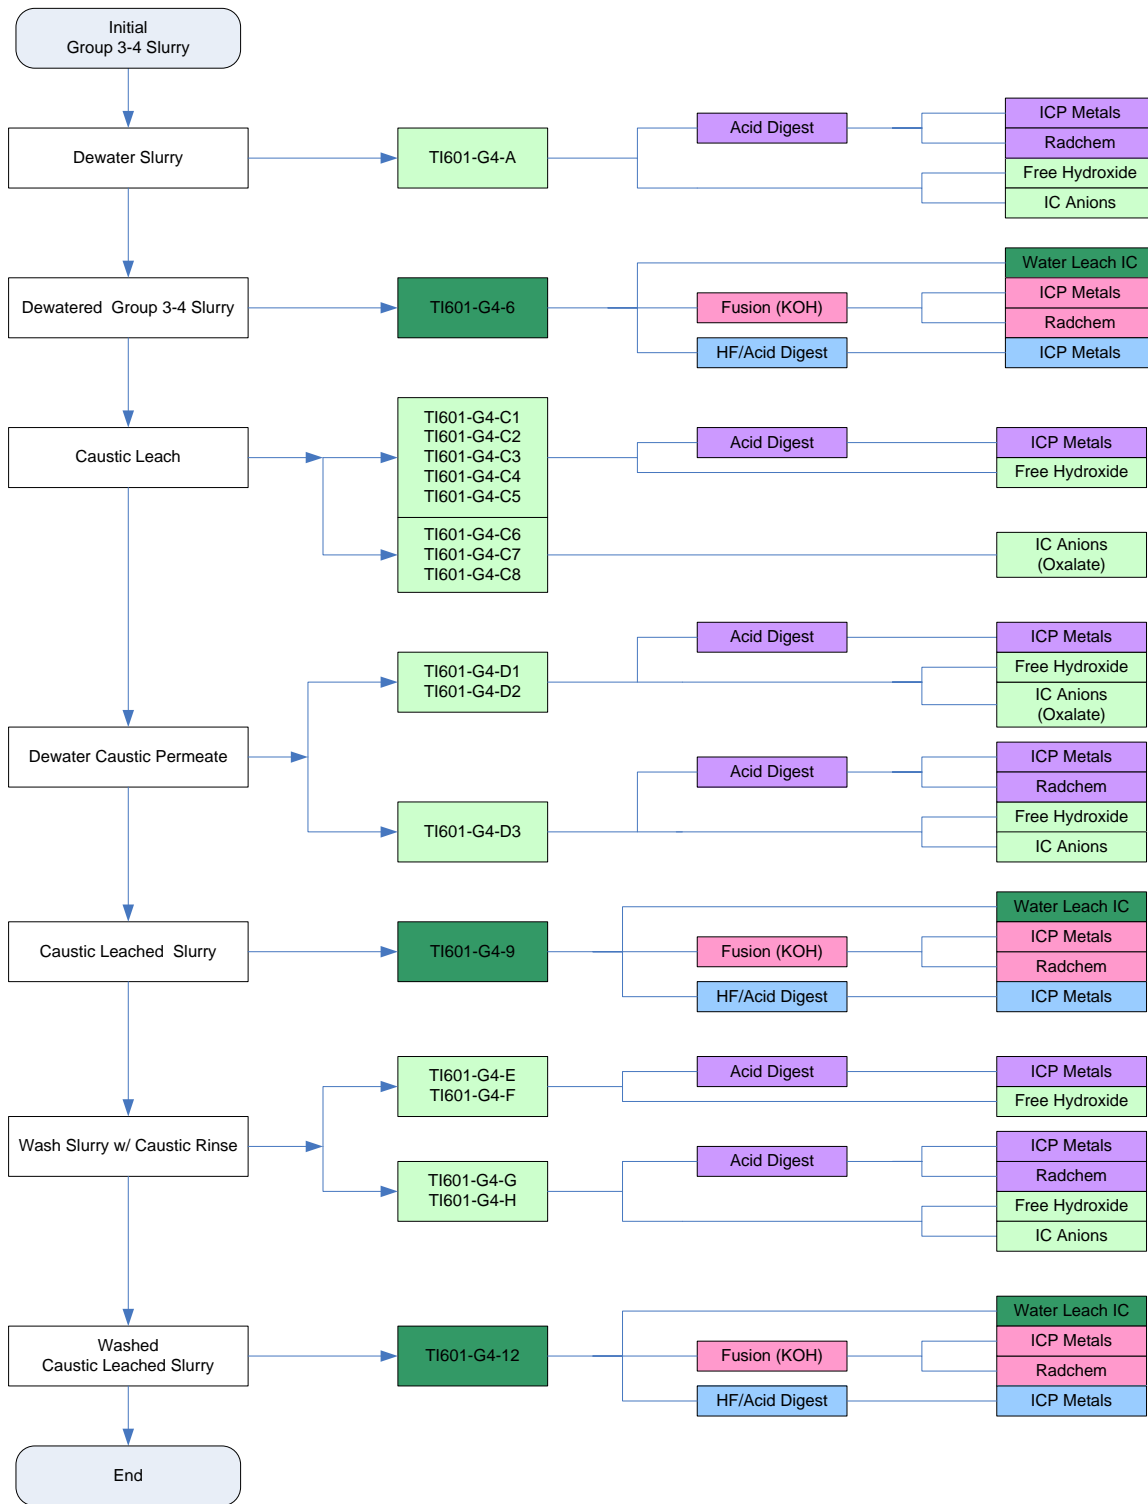 Initial
Group 3-4 Slurry
Dewater Slurry
TI601-G4-A
Acid Digest
ICP Metals
Radchem
Free Hydroxide
IC Anions
Dewatered  Group 3-4 Slurry
TI601-G4-6
Water Leach IC
Fusion (KOH)
ICP Metals
Radchem
HF/Acid Digest
ICP Metals
Caustic Leach
TI601-G4-C1
TI601-G4-C2
TI601-G4-C3
TI601-G4-C4
TI601-G4-C5
Acid Digest
ICP Metals
Free Hydroxide
TI601-G4-C6
TI601-G4-C7
TI601-G4-C8
IC Anions
(Oxalate)
Dewater Caustic Permeate
TI601-G4-D1
TI601-G4-D2
Acid Digest
ICP Metals
Free Hydroxide
IC Anions
(Oxalate)
TI601-G4-D3
Acid Digest
ICP Metals
Radchem
Free Hydroxide
IC Anions
Caustic Leached  Slurry
TI601-G4-9
Water Leach IC
Fusion (KOH)
ICP Metals
Radchem
HF/Acid Digest
ICP Metals
Wash Slurry w/ Caustic Rinse
TI601-G4-E
TI601-G4-F
Acid Digest
ICP Metals
Free Hydroxide
TI601-G4-G
TI601-G4-H
Acid Digest
ICP Metals
Radchem
Free Hydroxide
IC Anions
Washed
Caustic Leached Slurry
TI601-G4-12
Water Leach IC
Fusion (KOH)
ICP Metals
Radchem
HF/Acid Digest
ICP Metals
End